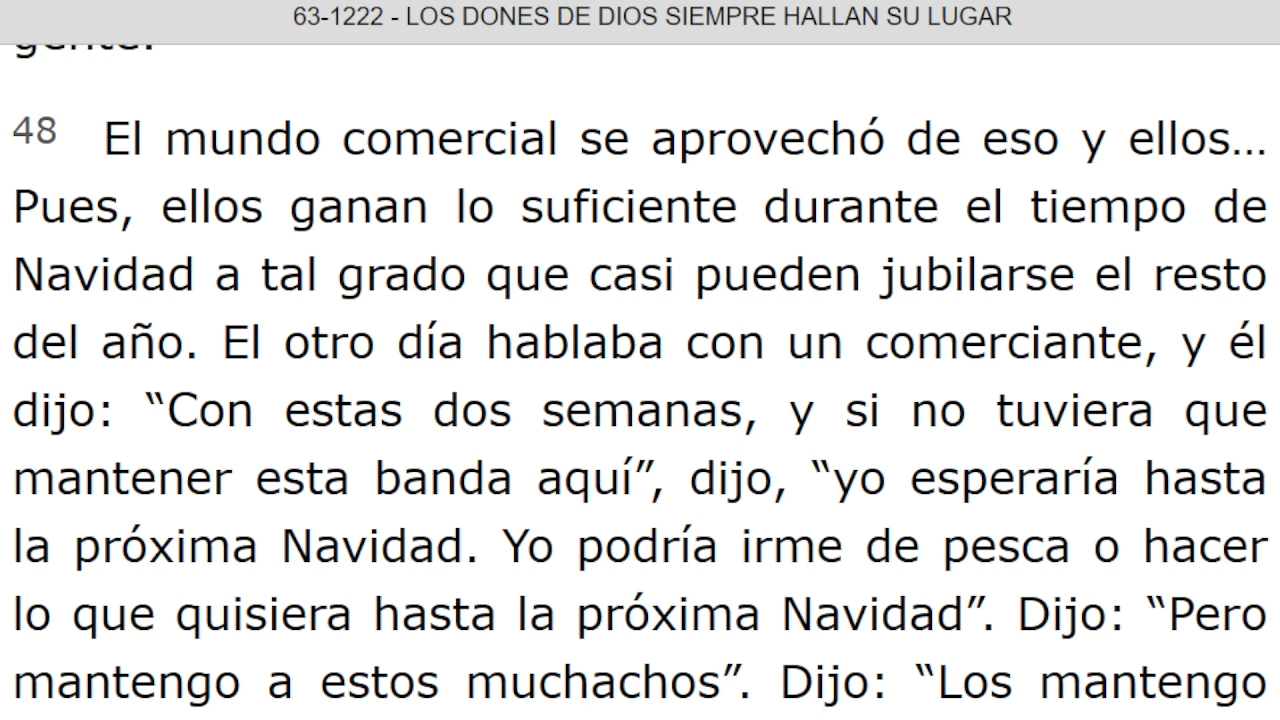 63-1222 - LOS DONES DE DIOS SIEMPRE HALLAN SU LUGAR
gente.
48 El mundo comercial se aprovechó de eso y ellos...
Pues, ellos ganan lo suficiente durante el tiempo de
Navidad a tal grado que casi pueden jubilarse el resto
del año. El otro día hablaba con un comerciante, y él
dijo: “Con estas dos semanas, y si no tuviera que
mantener esta banda aquí”, dijo, “yo esperaría hasta
la próxima Navidad. Yo podría irme de pesca o hacer
lo que quisiera hasta la próxima Navidad”. Dijo: “Pero
mantengo a estos muchachos”. Dijo: “Los mantengo